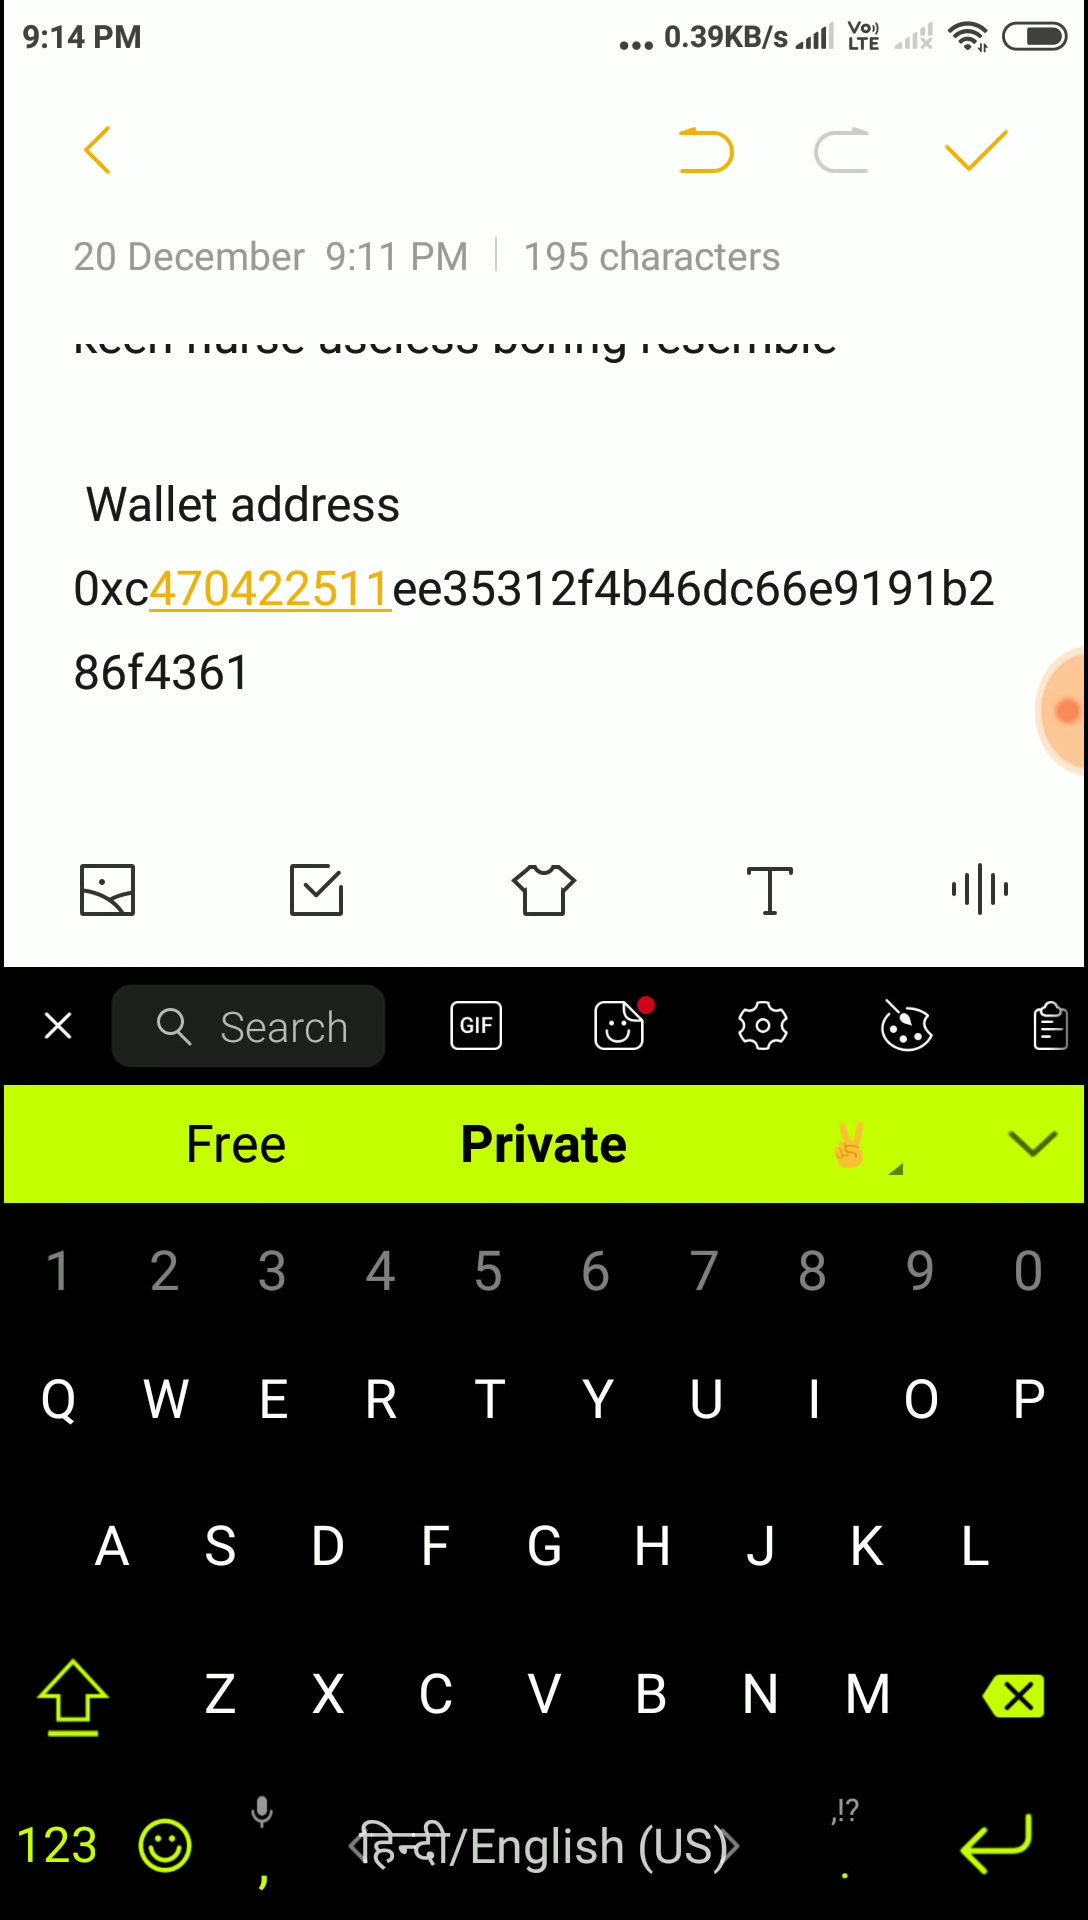 9:14 PM
... 0.39KB/s Vo)) LTE
20 December 9:11 PM | 195 characters
Wallet address
0xc470422511ee35312f4b46dc66e9191b2
86f4361
Search GIF
Free Private ✌
1 2 3 4 5 6 7 8 9 0
Q W E R T Y U I O P
A S D F G H J K L
Z X C V B N M
,!?
123 , हिन्दी/English (US) .